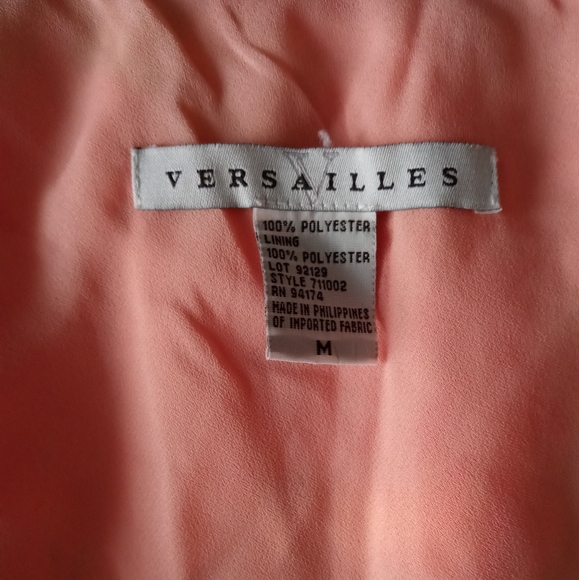 VERSAILLES
100% POLYESTER
LINING
100% POLYESTER
LOT 92129
STYLE 711002
RN 94174
MADE IN PHILIPPINES
OF IMPORTED FABRIC
M